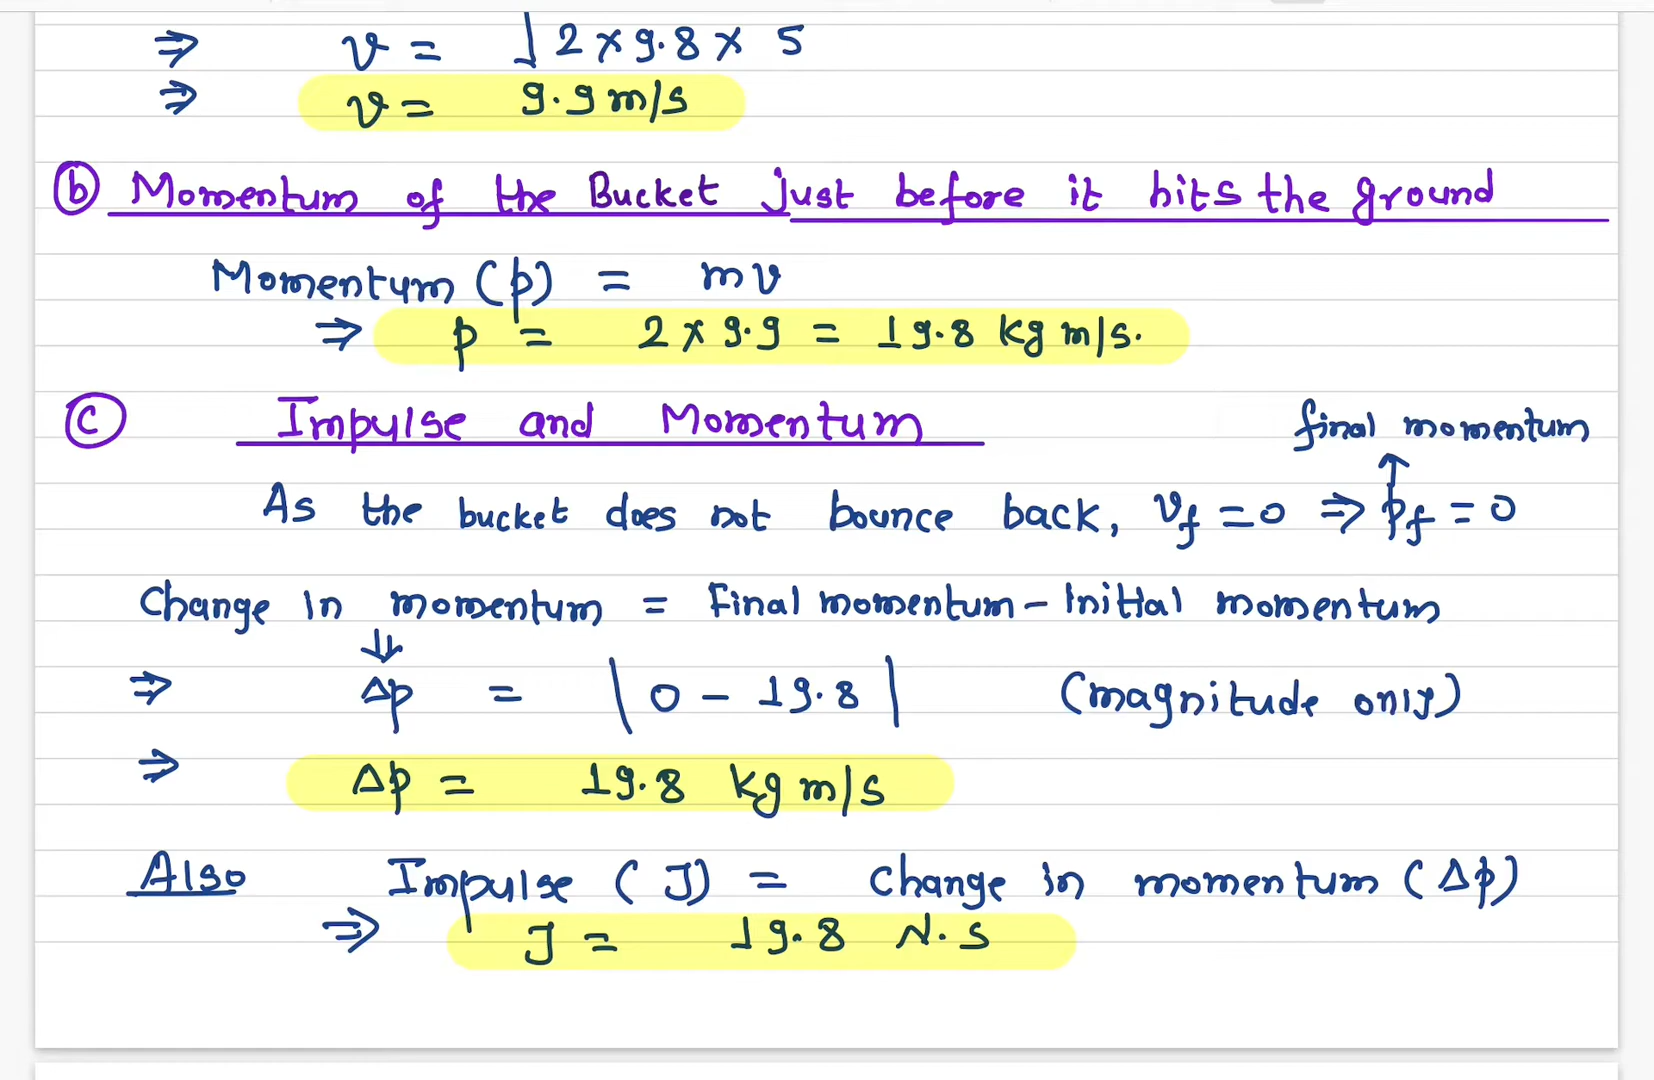 ⇒ v = √2×9.8× 5
⇒ v = 9.9 m/s
(b) Momentum of the Bucket just before it hits the ground
Momentum (p) = mv
⇒ p = 2 × 9.9 = 19.8 kg m/s.
(c) Impulse and Momentum
final momentum
↑
As the bucket does not bounce back, vf = 0 ⇒ pf = 0
Change in momentum = Final momentum - Initial momentum
⇓
⇒ Δp = |0 - 19.8| (magnitude only)
⇒ Δp = 19.8 kg m/s
Also Impulse (J) = Change in momentum (Δp)
⇒ J = 19.8 N.s